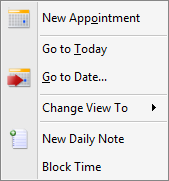 New Appointment
Go to Today
Go to Date...
Change View To
New Daily Note
Block Time